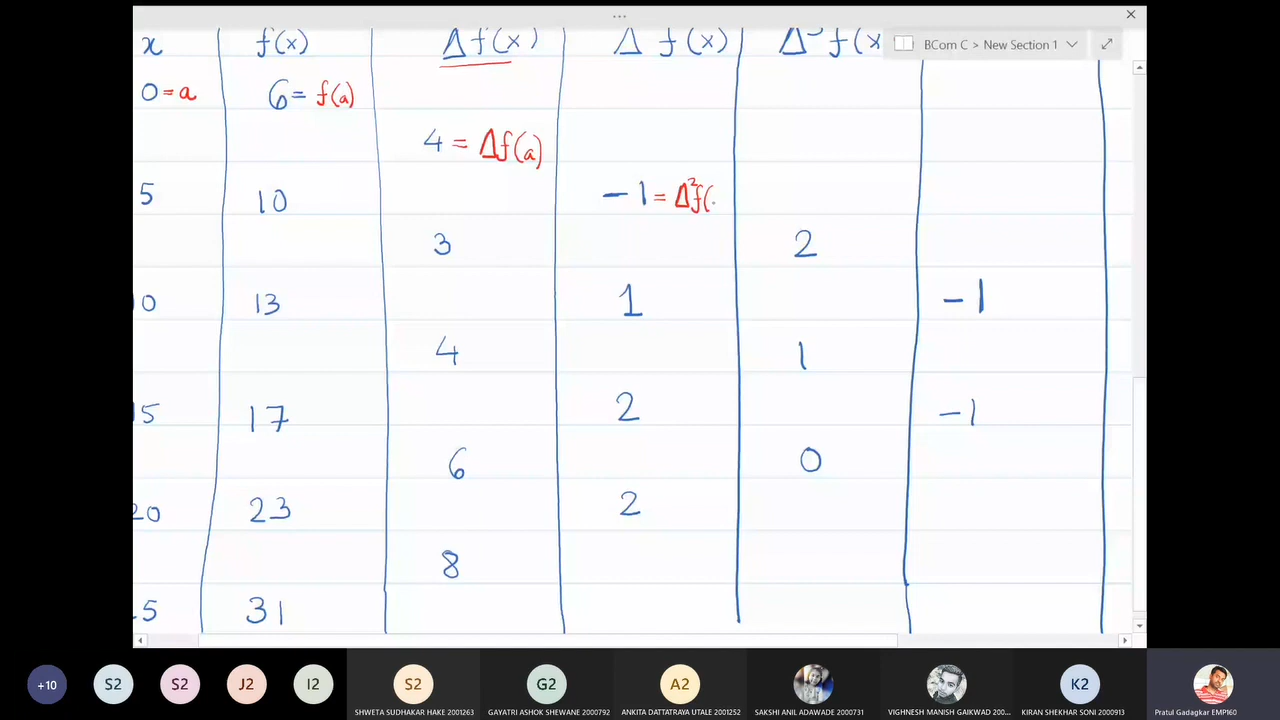 BCom C > New Section 1
x f(x) Δf(x) Δ f(x) Δ³f(x
0 = a 6 = f(a)
4 = Δf(a)
5 10 -1 = Δ²f(
3 2
0 13 1 -1
4 1
15 17 2 -1
6 0
20 23 2
8
5 31
+10 S2 S2 J2 I2 S2 G2 A2 K2
SHWETA SUDHAKAR HAKE 2001263 GAYATRI ASHOK SHEWANE 2000792 ANKITA DATTATRAYA UTALE 2001252 SAKSHI ANIL ADAWADE 2000731 VIGHNESH MANISH GAIKWAD 200... KIRAN SHEKHAR SONI 2000913 Pratul Gadagkar EMP160